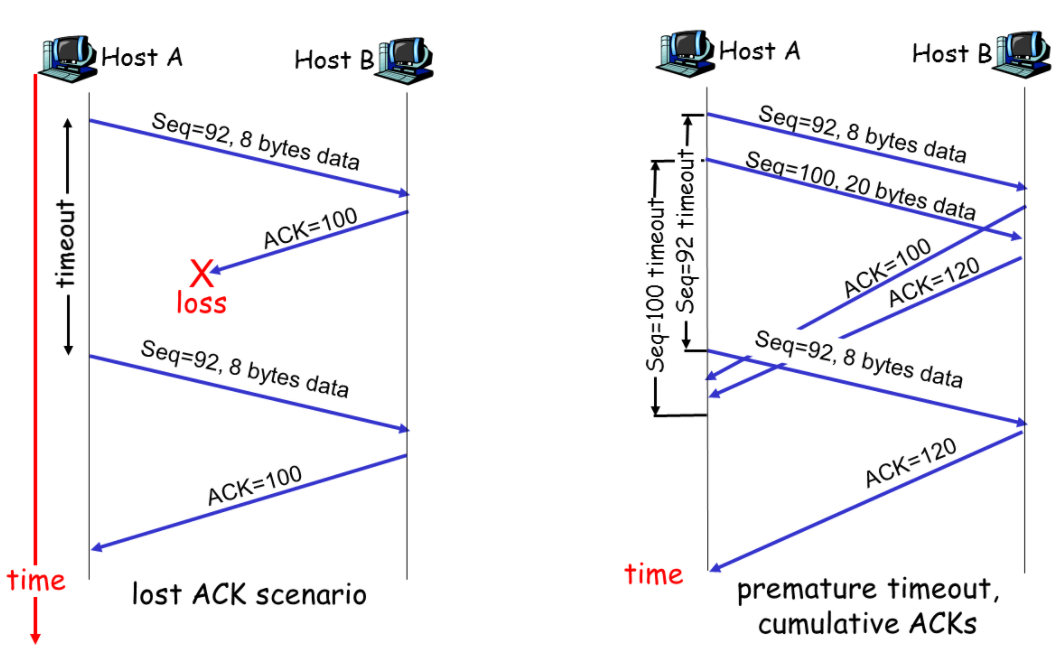 Host A
Host B
Seq=92, 8 bytes data
timeout
ACK=100
X
loss
Seq=92, 8 bytes data
ACK=100
time
lost ACK scenario
Host A
Host B
Seq=92, 8 bytes data
Seq=100, 20 bytes data
Seq=100 timeout
Seq=92 timeout
ACK=100
ACK=120
Seq=92, 8 bytes data
ACK=120
time
premature timeout,
cumulative ACKs